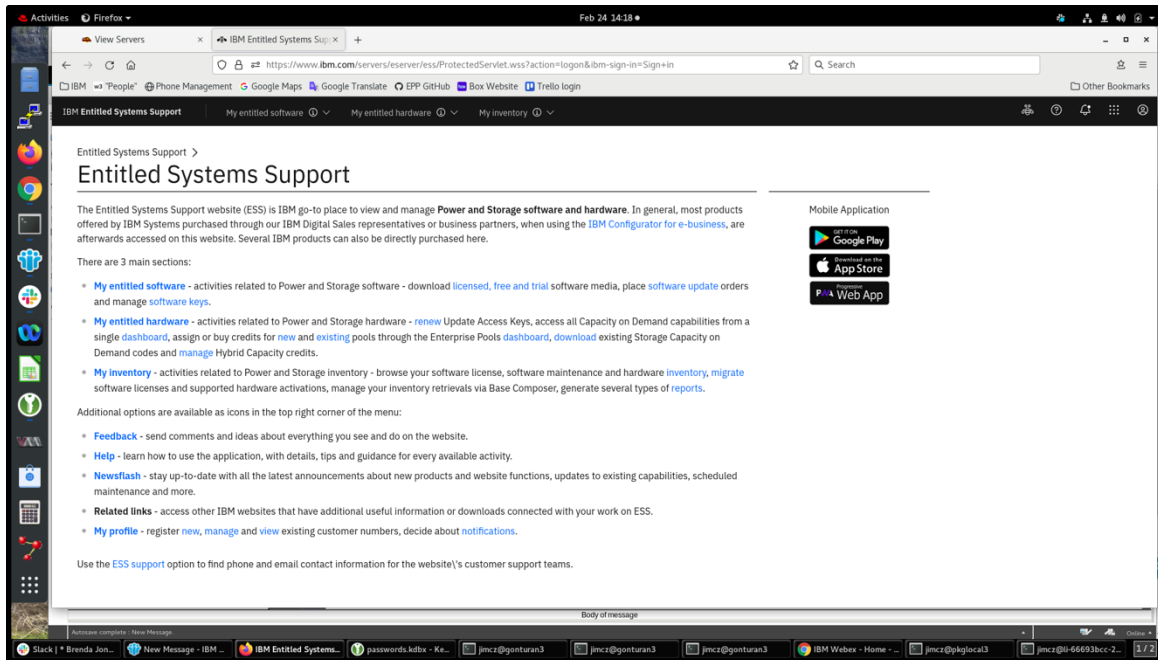 Activities Firefox Feb 24 14:18
View Servers × IBM Entitled Systems Sup × +
https://www.ibm.com/servers/eserver/ess/ProtectedServlet.wss?action=logon&ibm-sign-in=Sign+in Search
IBM w3 "People" Phone Management Google Maps Google Translate EPP GitHub Box Website Trello login Other Bookmarks
IBM Entitled Systems Support My entitled software My entitled hardware My inventory
Entitled Systems Support >
Entitled Systems Support
The Entitled Systems Support website (ESS) is IBM go-to place to view and manage Power and Storage software and hardware. In general, most products
offered by IBM Systems purchased through our IBM Digital Sales representatives or business partners, when using the IBM Configurator for e-business, are
afterwards accessed on this website. Several IBM products can also be directly purchased here.
There are 3 main sections:
• My entitled software - activities related to Power and Storage software - download licensed, free and trial software media, place software update orders
and manage software keys.
• My entitled hardware - activities related to Power and Storage hardware - renew Update Access Keys, access all Capacity on Demand capabilities from a
single dashboard, assign or buy credits for new and existing pools through the Enterprise Pools dashboard, download existing Storage Capacity on
Demand codes and manage Hybrid Capacity credits.
• My inventory - activities related to Power and Storage inventory - browse your software license, software maintenance and hardware inventory, migrate
software licenses and supported hardware activations, manage your inventory retrievals via Base Composer, generate several types of reports.
Additional options are available as icons in the top right corner of the menu:
• Feedback - send comments and ideas about everything you see and do on the website.
• Help - learn how to use the application, with details, tips and guidance for every available activity.
• Newsflash - stay up-to-date with all the latest announcements about new products and website functions, updates to existing capabilities, scheduled
maintenance and more.
• Related links - access other IBM websites that have additional useful information or downloads connected with your work on ESS.
• My profile - register new, manage and view existing customer numbers, decide about notifications.
Use the ESS support option to find phone and email contact information for the website\'s customer support teams.
Mobile Application
GET IT ON
Google Play
Download on the
App Store
Progressive
PWA Web App
Body of message
Autosave complete : New Message. Online
Slack | * Brenda Jon... New Message - IBM ... IBM Entitled Systems... passwords.kdbx - Ke... jimcz@gonturan3 jimcz@gonturan3 jimcz@gonturan3 IBM Webex - Home - ... jimcz@pkglocal3 jimcz@li-66693bcc-2... 1 / 2